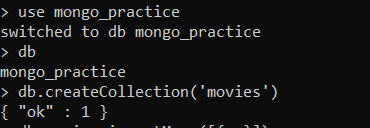 > use mongo_practice
switched to db mongo_practice
> db
mongo_practice
> db.createCollection('movies')
{ "ok" : 1 }